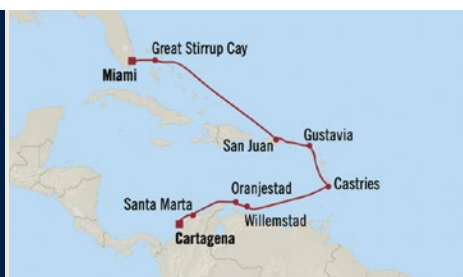 Great Stirrup Cay
Miami
San Juan
Gustavia
Castries
Oranjestad
Santa Marta
Willemstad
Cartagena